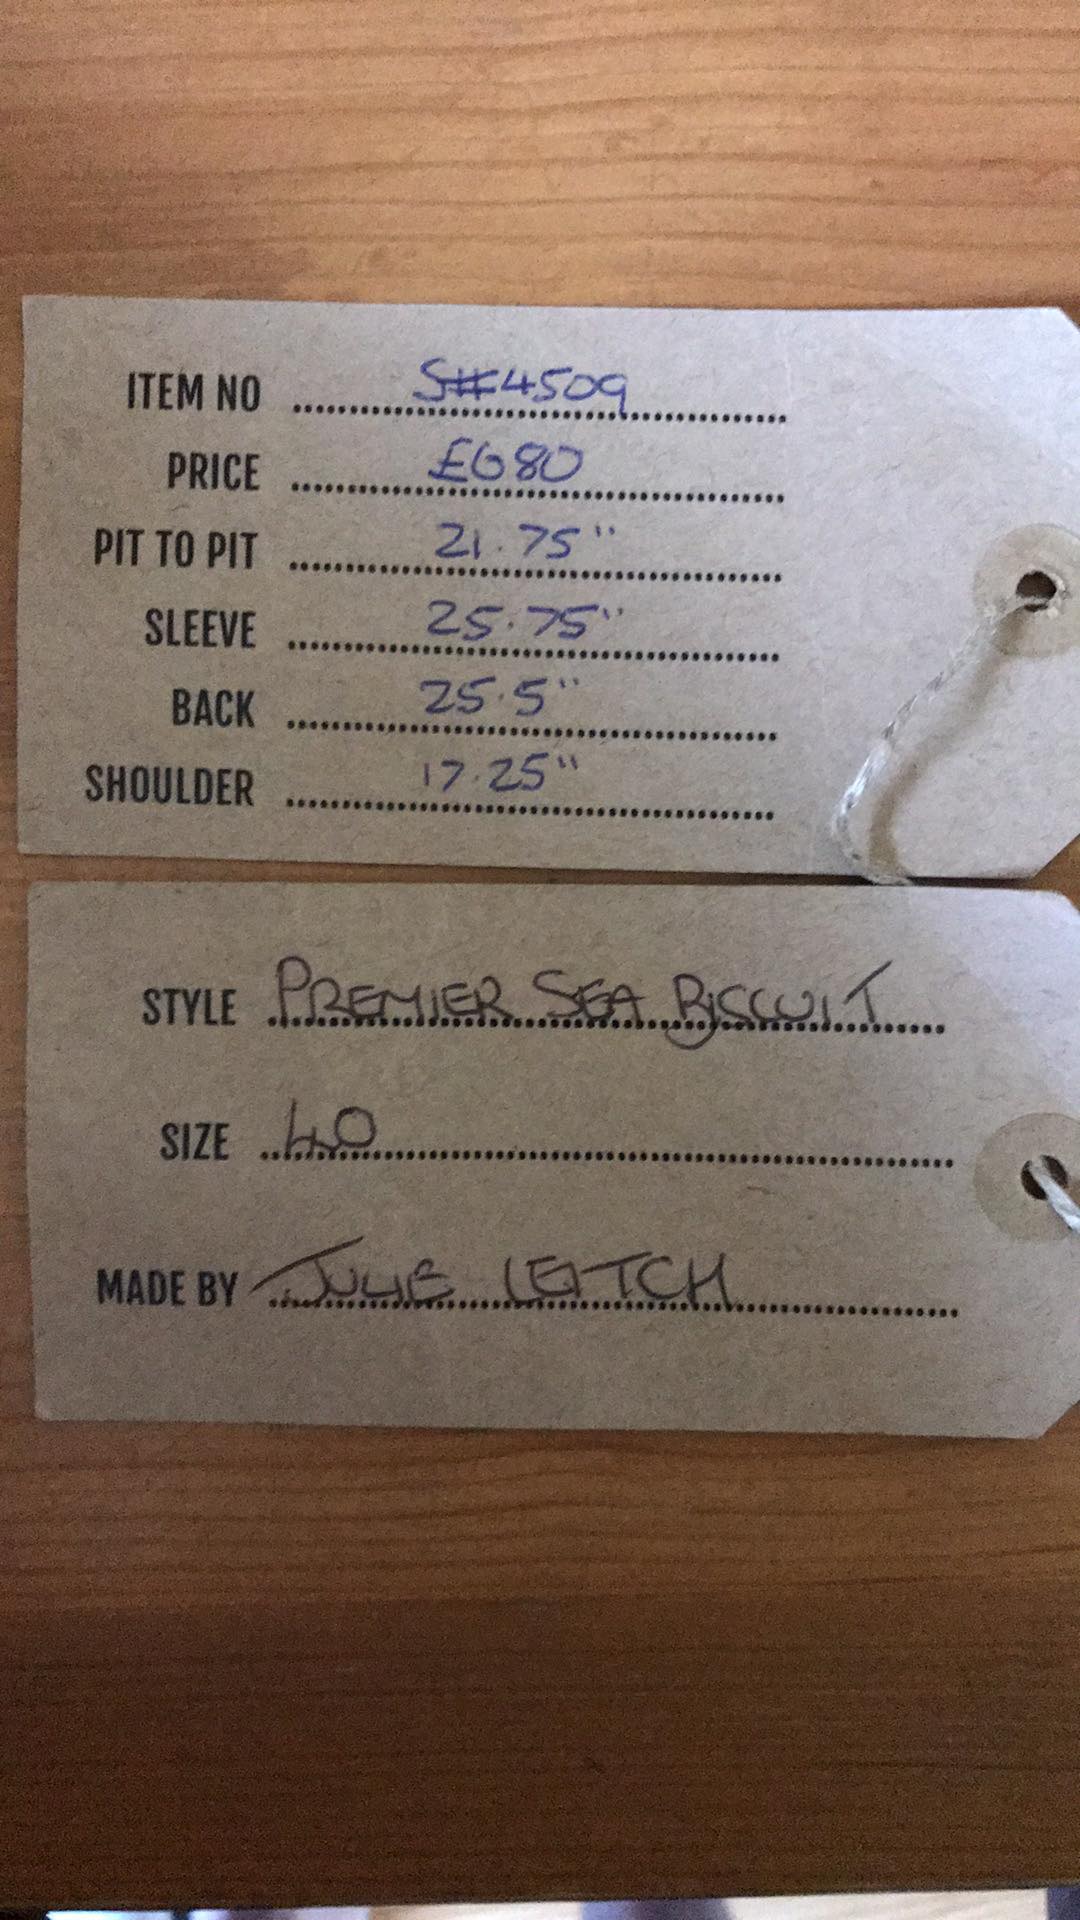 ITEM NO S#4509
PRICE £680
PIT TO PIT 21.75"
SLEEVE 25.75"
BACK 25.5"
SHOULDER 17.25"
STYLE PREMIER SEA BISCUIT
SIZE 40
MADE BY JULIE LEITCH